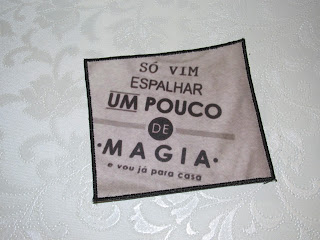 SÓ VIM
ESPALHAR
UM POUCO
DE
•MAGIA•
e vou já para casa